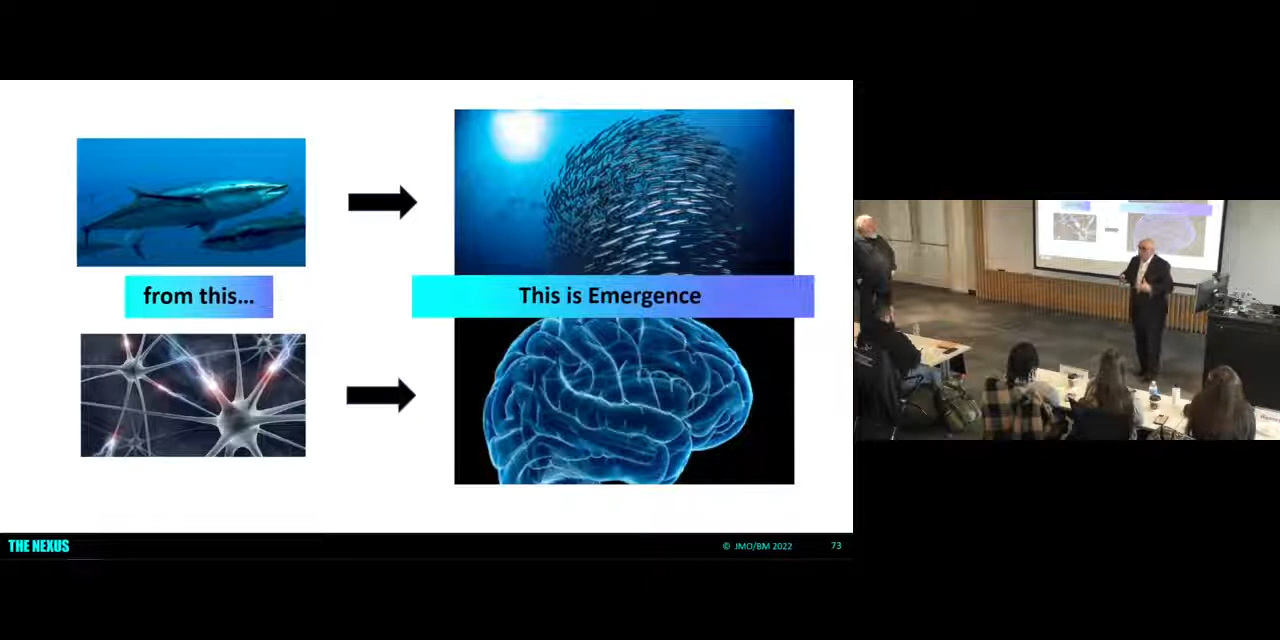 from this...
This is Emergence
THE NEXUS
© JMO/BM 2022
73